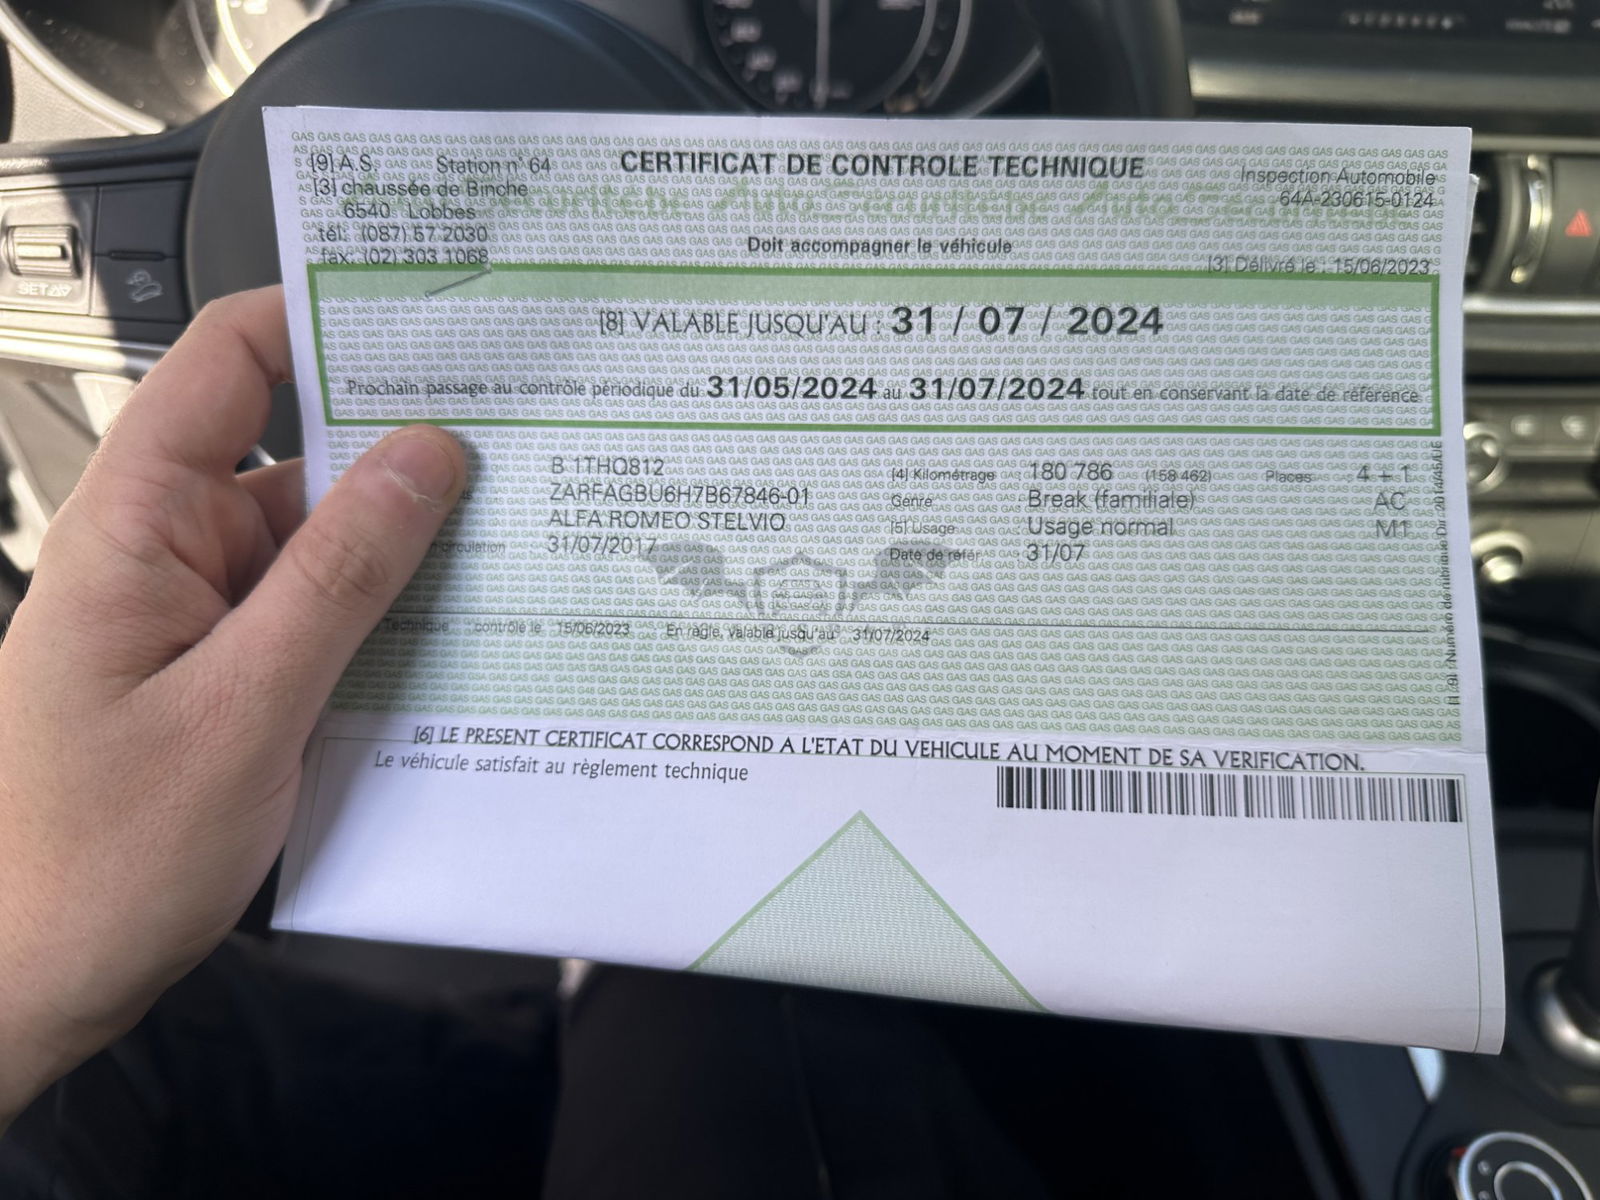 [9] A.S. Station n° 64
[3] chaussée de Binche
6540 Lobbes
tél: (087) 57 2030
fax: (02) 303 1068
CERTIFICAT DE CONTROLE TECHNIQUE
Doit accompagner le véhicule
Inspection Automobile
64A-230615-0124
[3] Délivré le : 15/06/2023
[8] VALABLE JUSQU'AU : 31 / 07 / 2024
Prochain passage au contrôle périodique du 31/05/2024 au 31/07/2024 tout en conservant la date de référence
B 1THQ812 [4] Kilométrage : 180 786 (158 462) Places : 4 + 1
ZARFAGBU6H7B67846-01 Genre : Break (familiale) AC
ALFA ROMEO STELVIO [5] Usage : Usage normal M1
circulation 31/07/2017 Date de référ : 31/07
Technique contrôlé le 15/06/2023 En règle, valable jusqu'au 31/07/2024
[6] LE PRESENT CERTIFICAT CORRESPOND A L'ETAT DU VEHICULE AU MOMENT DE SA VERIFICATION.
Le véhicule satisfait au règlement technique
SET